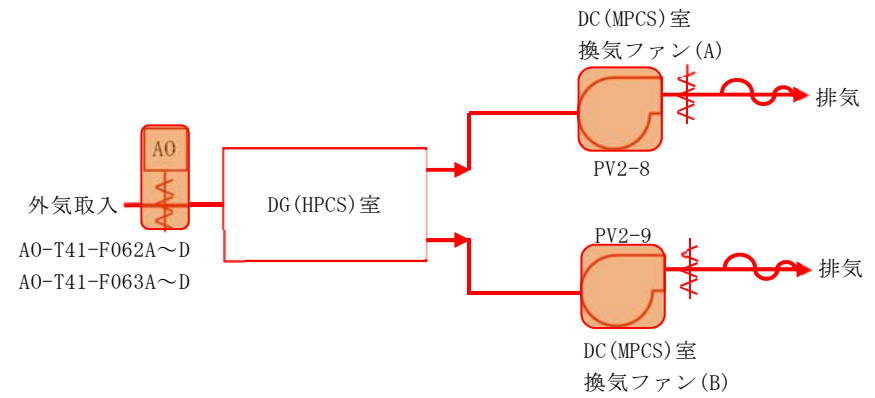 DC(MPCS)室
換気ファン(A)
排気
PV2-8
AO
外気取入
DG(HPCS)室
AO-T41-F062A～D
AO-T41-F063A～D
PV2-9
排気
DC(MPCS)室
換気ファン(B)